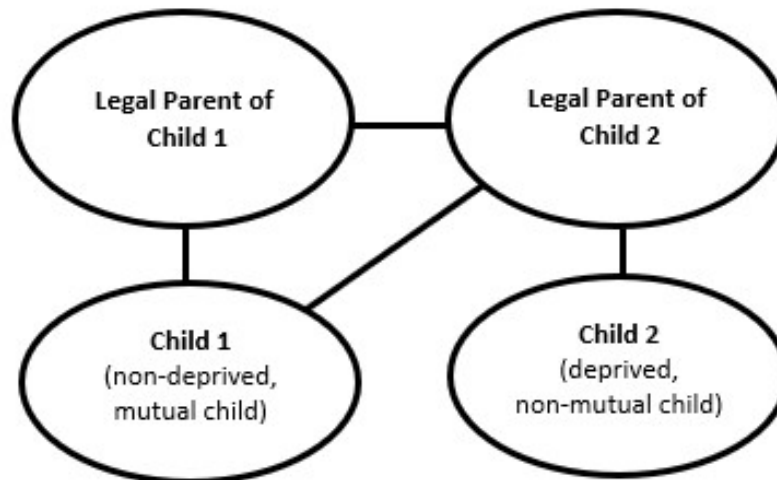 Legal Parent of
Child 1
Legal Parent of
Child 2
Child 1
(non-deprived,
mutual child)
Child 2
(deprived,
non-mutual child)